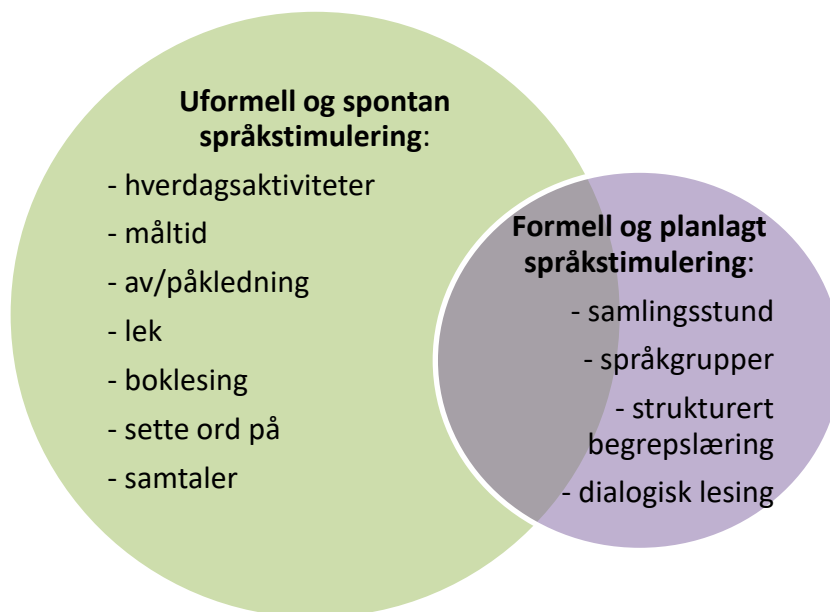 Uformell og spontan
språkstimulering:
- hverdagsaktiviteter
- måltid
- av/påkledning
- lek
- boklesing
- sette ord på
- samtaler
Formell og planlagt
språkstimulering:
- samlingsstund
- språkgrupper
- strukturert
begrepslæring
- dialogisk lesing